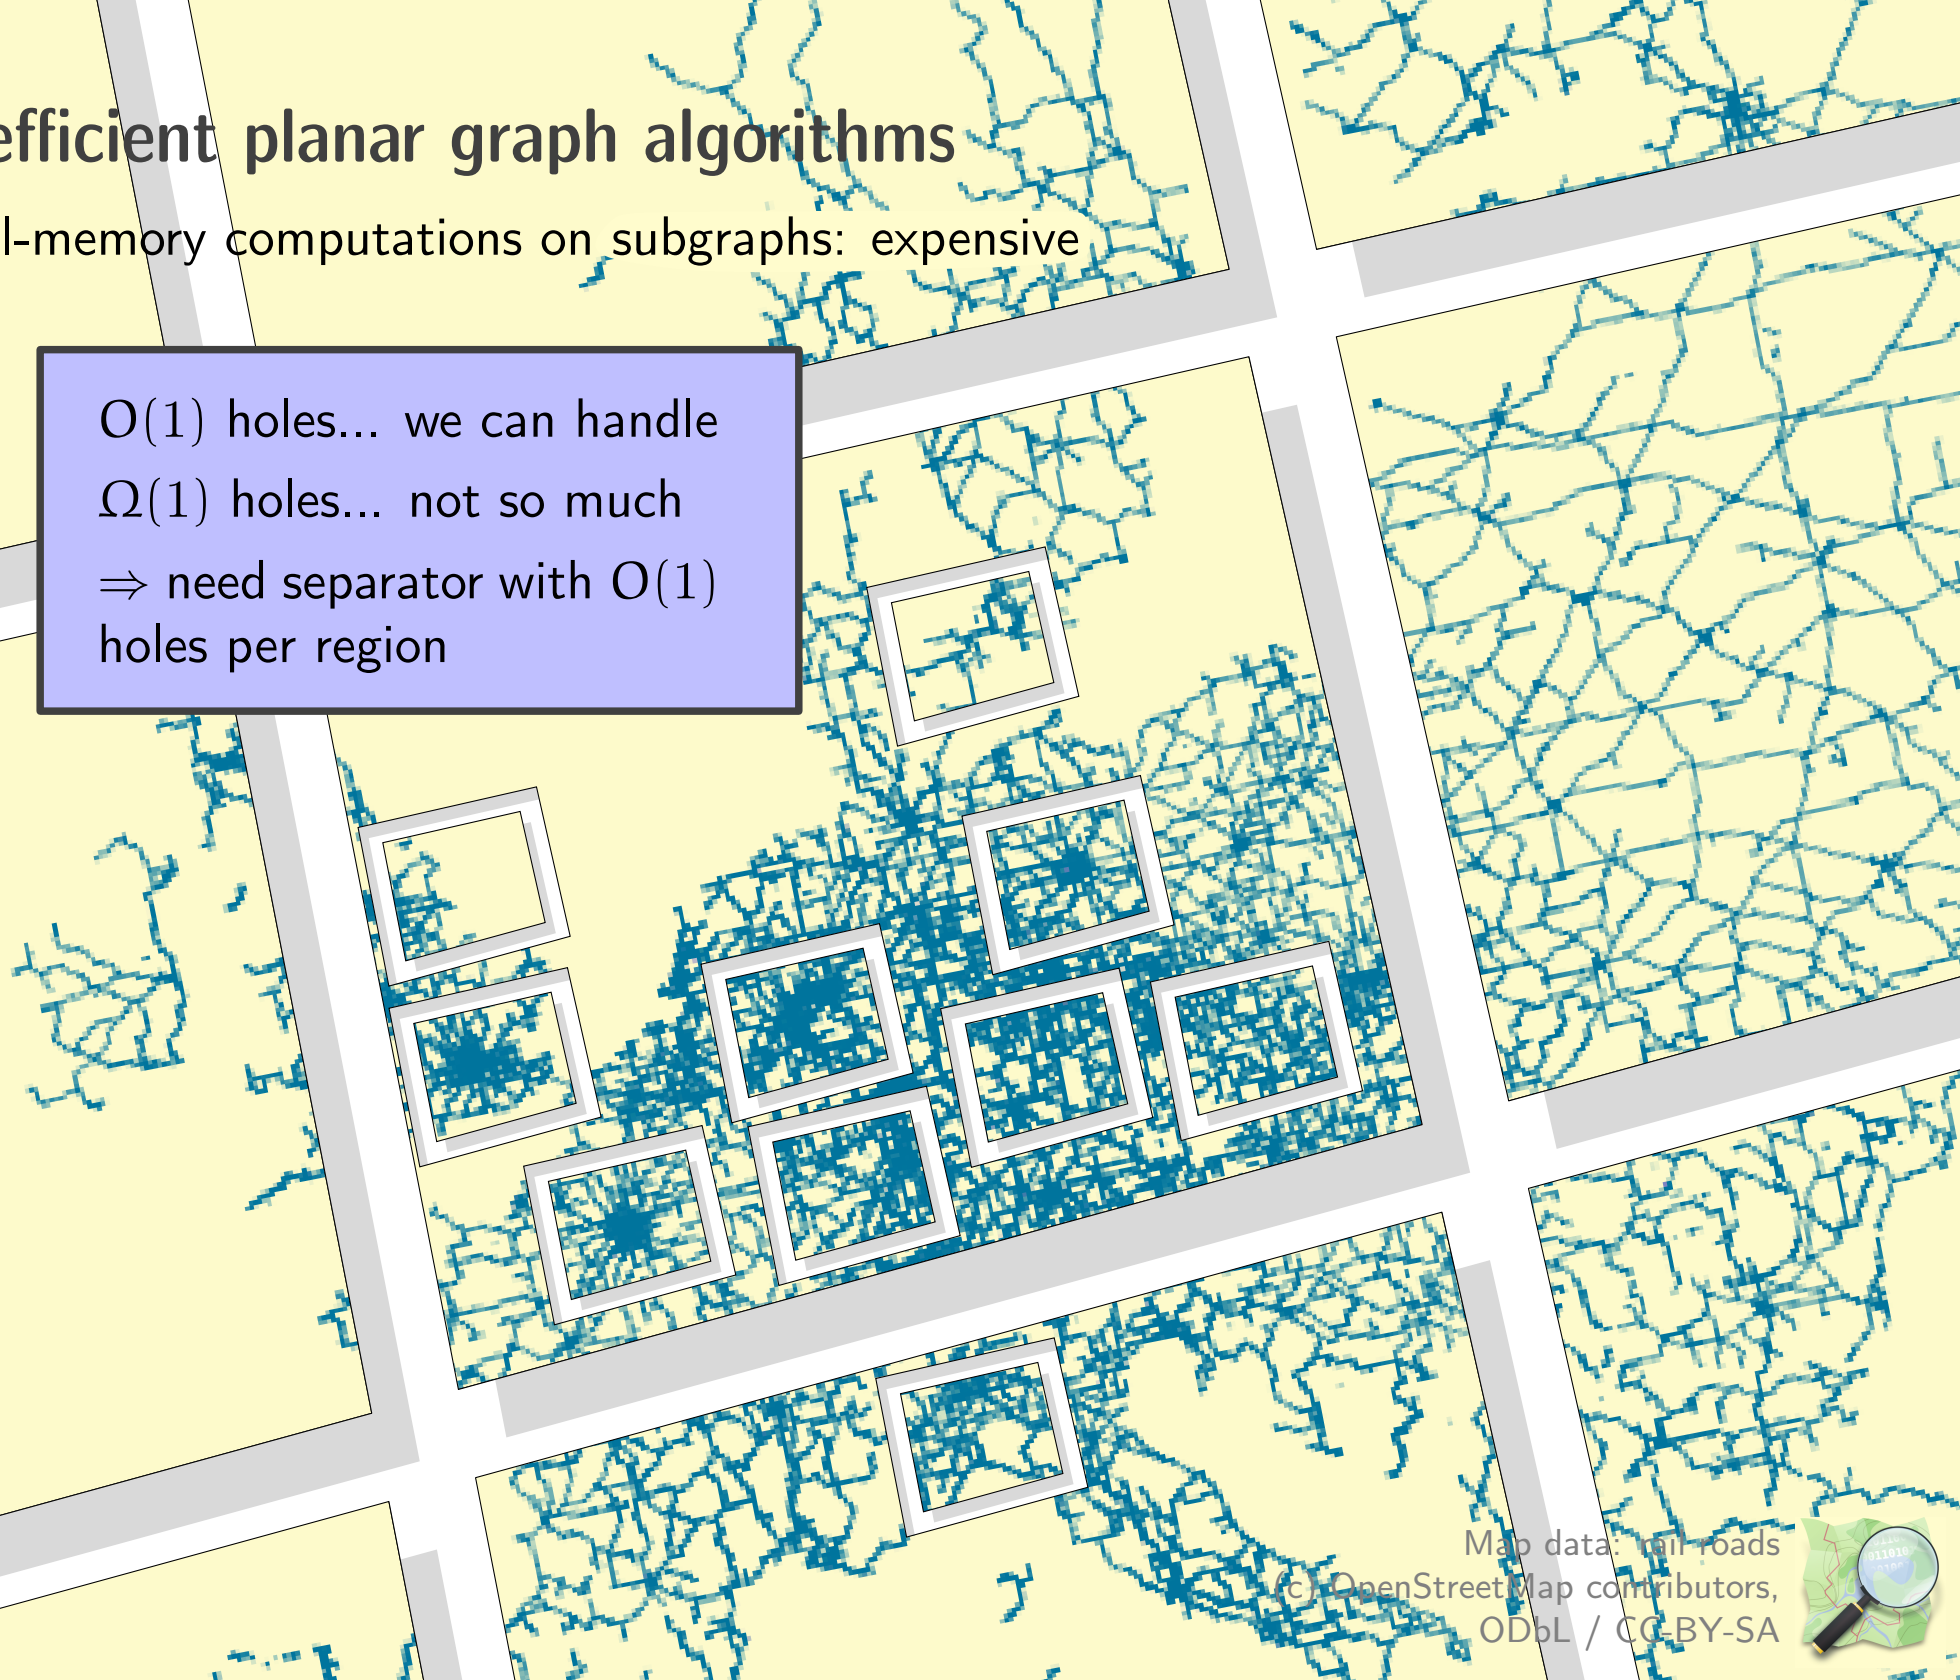 efficient planar graph algorithms
l-memory computations on subgraphs: expensive
O(1) holes... we can handle
Ω(1) holes... not so much
⇒ need separator with O(1)
holes per region
Map data: rail roads
(c) OpenStreetMap contributors,
ODbL / CC-BY-SA
011010